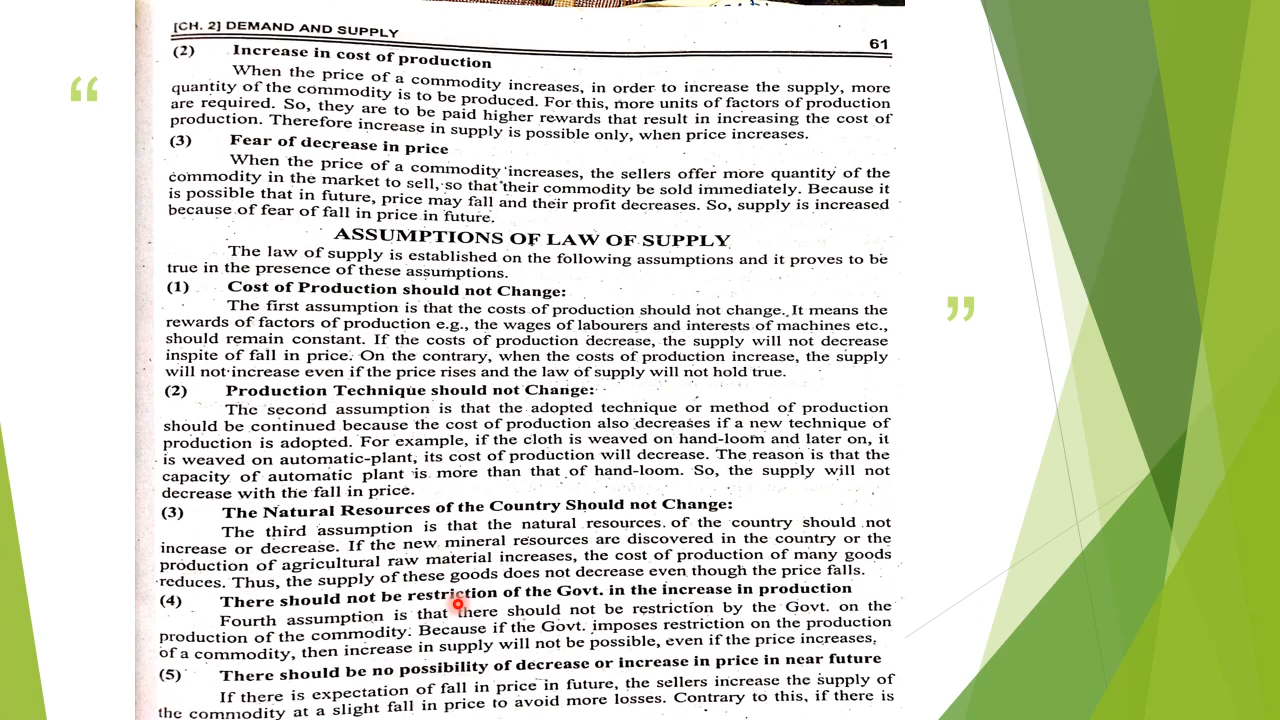 [CH. 2] DEMAND AND SUPPLY
61
(2) Increase in cost of production
When the price of a commodity increases, in order to increase the supply, more
quantity of the commodity is to be produced. For this, more units of factors of production
are required. So, they are to be paid higher rewards that result in increasing the cost of
production. Therefore increase in supply is possible only, when price increases.
(3) Fear of decrease in price
When the price of a commodity increases, the sellers offer more quantity of the
commodity in the market to sell, so that their commodity be sold immediately. Because it
is possible that in future, price may fall and their profit decreases. So, supply is increased
because of fear of fall in price in future.
ASSUMPTIONS OF LAW OF SUPPLY
The law of supply is established on the following assumptions and it proves to be
true in the presence of these assumptions.
(1) Cost of Production should not Change:
The first assumption is that the costs of production should not change. It means the
rewards of factors of production e.g., the wages of labourers and interests of machines etc.,
should remain constant. If the costs of production decrease, the supply will not decrease
inspite of fall in price. On the contrary, when the costs of production increase, the supply
will not increase even if the price rises and the law of supply will not hold true.
(2) Production Technique should not Change:
The second assumption is that the adopted technique or method of production
should be continued because the cost of production also decreases if a new technique of
production is adopted. For example, if the cloth is weaved on hand-loom and later on, it
is weaved on automatic-plant, its cost of production will decrease. The reason is that the
capacity of automatic plant is more than that of hand-loom. So, the supply will not
decrease with the fall in price.
(3) The Natural Resources of the Country Should not Change:
The third assumption is that the natural resources of the country should not
increase or decrease. If the new mineral resources are discovered in the country or the
production of agricultural raw material increases, the cost of production of many goods
reduces. Thus, the supply of these goods does not decrease even though the price falls.
(4) There should not be restriction of the Govt. in the increase in production
Fourth assumption is that there should not be restriction by the Govt. on the
production of the commodity. Because if the Govt. imposes restriction on the production
of a commodity, then increase in supply will not be possible, even if the price increases.
(5) There should be no possibility of decrease or increase in price in near future
If there is expectation of fall in price in future, the sellers increase the supply of
the commodity at a slight fall in price to avoid more losses. Contrary to this, if there is